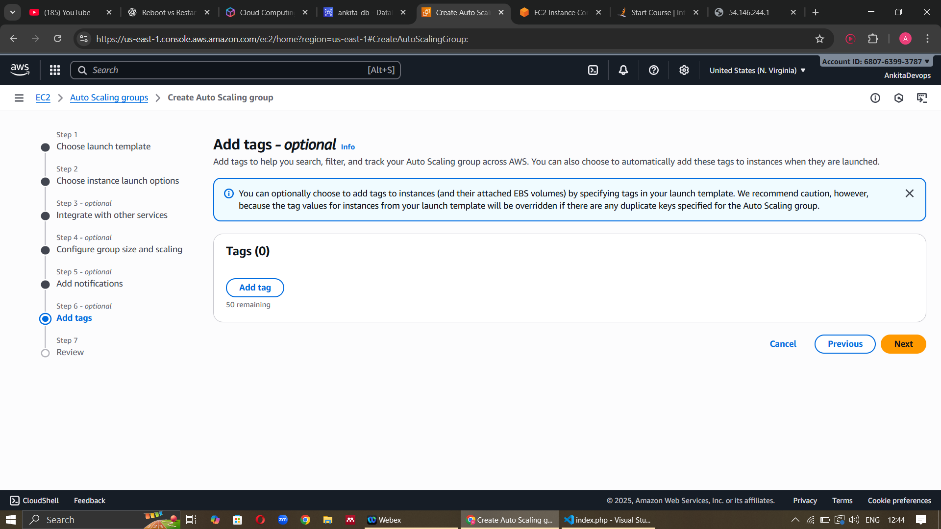 (185) YouTube
Reboot vs Restar
Cloud Computin
ankita_db - Data
Create Auto Scal
EC2 Instance Co
Start Course | In
54.146.244.1
https://us-east-1.console.aws.amazon.com/ec2/home?region=us-east-1#CreateAutoScalingGroup:
A
aws
Search
[Alt+S]
United States (N. Virginia)
Account ID: 6807-6399-3787
AnkitaDevops
EC2
Auto Scaling groups
Create Auto Scaling group
Step 1
Choose launch template
Step 2
Choose instance launch options
Step 3 - optional
Integrate with other services
Step 4 - optional
Configure group size and scaling
Step 5 - optional
Add notifications
Step 6 - optional
Add tags
Step 7
Review
Add tags - optional Info
Add tags to help you search, filter, and track your Auto Scaling group across AWS. You can also choose to automatically add these tags to instances when they are launched.
You can optionally choose to add tags to instances (and their attached EBS volumes) by specifying tags in your launch template. We recommend caution, however,
because the tag values for instances from your launch template will be overridden if there are any duplicate keys specified for the Auto Scaling group.
Tags (0)
Add tag
50 remaining
Cancel
Previous
Next
CloudShell
Feedback
© 2025, Amazon Web Services, Inc. or its affiliates.
Privacy
Terms
Cookie preferences
Search
Webex
Create Auto Scaling g...
index.php - Visual Stu...
ENG
12:44